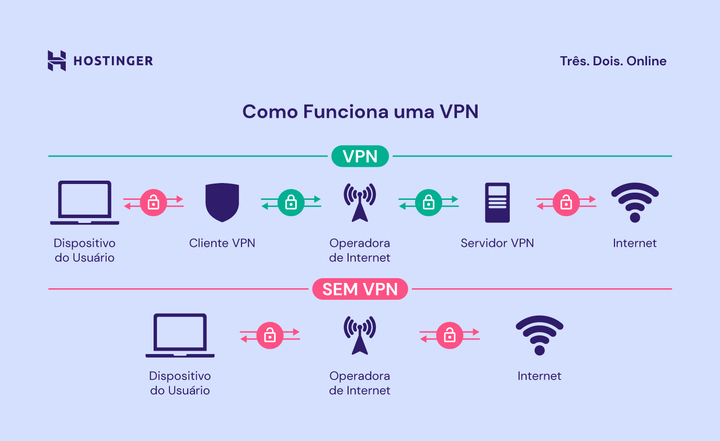 HOSTINGER
Três. Dois. Online
Como Funciona uma VPN
VPN
Dispositivo
do Usuário
Cliente VPN
Operadora
de Internet
Servidor VPN
Internet
SEM VPN
Dispositivo
do Usuário
Operadora
de Internet
Internet